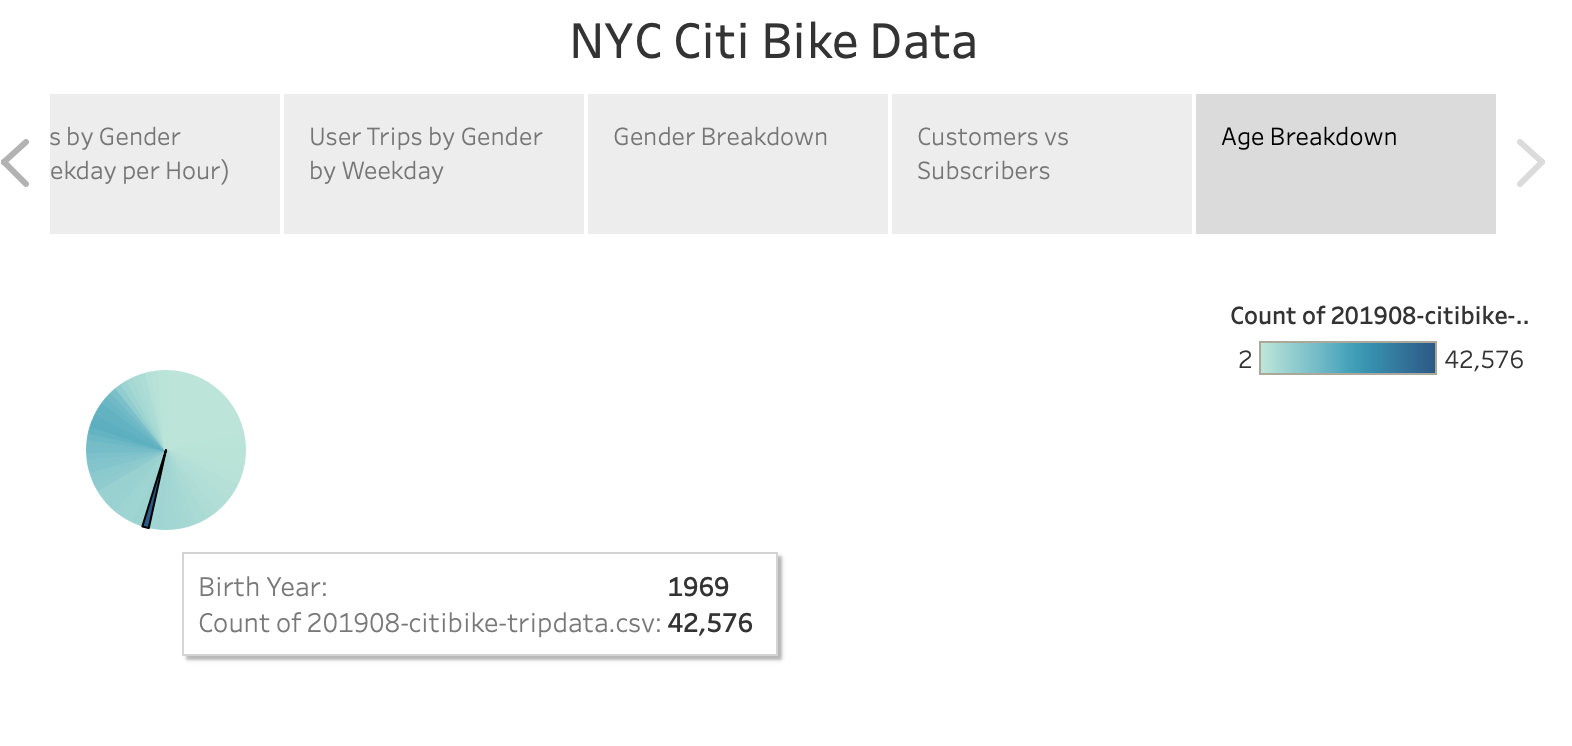 NYC Citi Bike Data
s by Gender
ekday per Hour)
User Trips by Gender
by Weekday
Gender Breakdown
Customers vs
Subscribers
Age Breakdown
Count of 201908-citibike-..
2 42,576
Birth Year: 1969
Count of 201908-citibike-tripdata.csv: 42,576